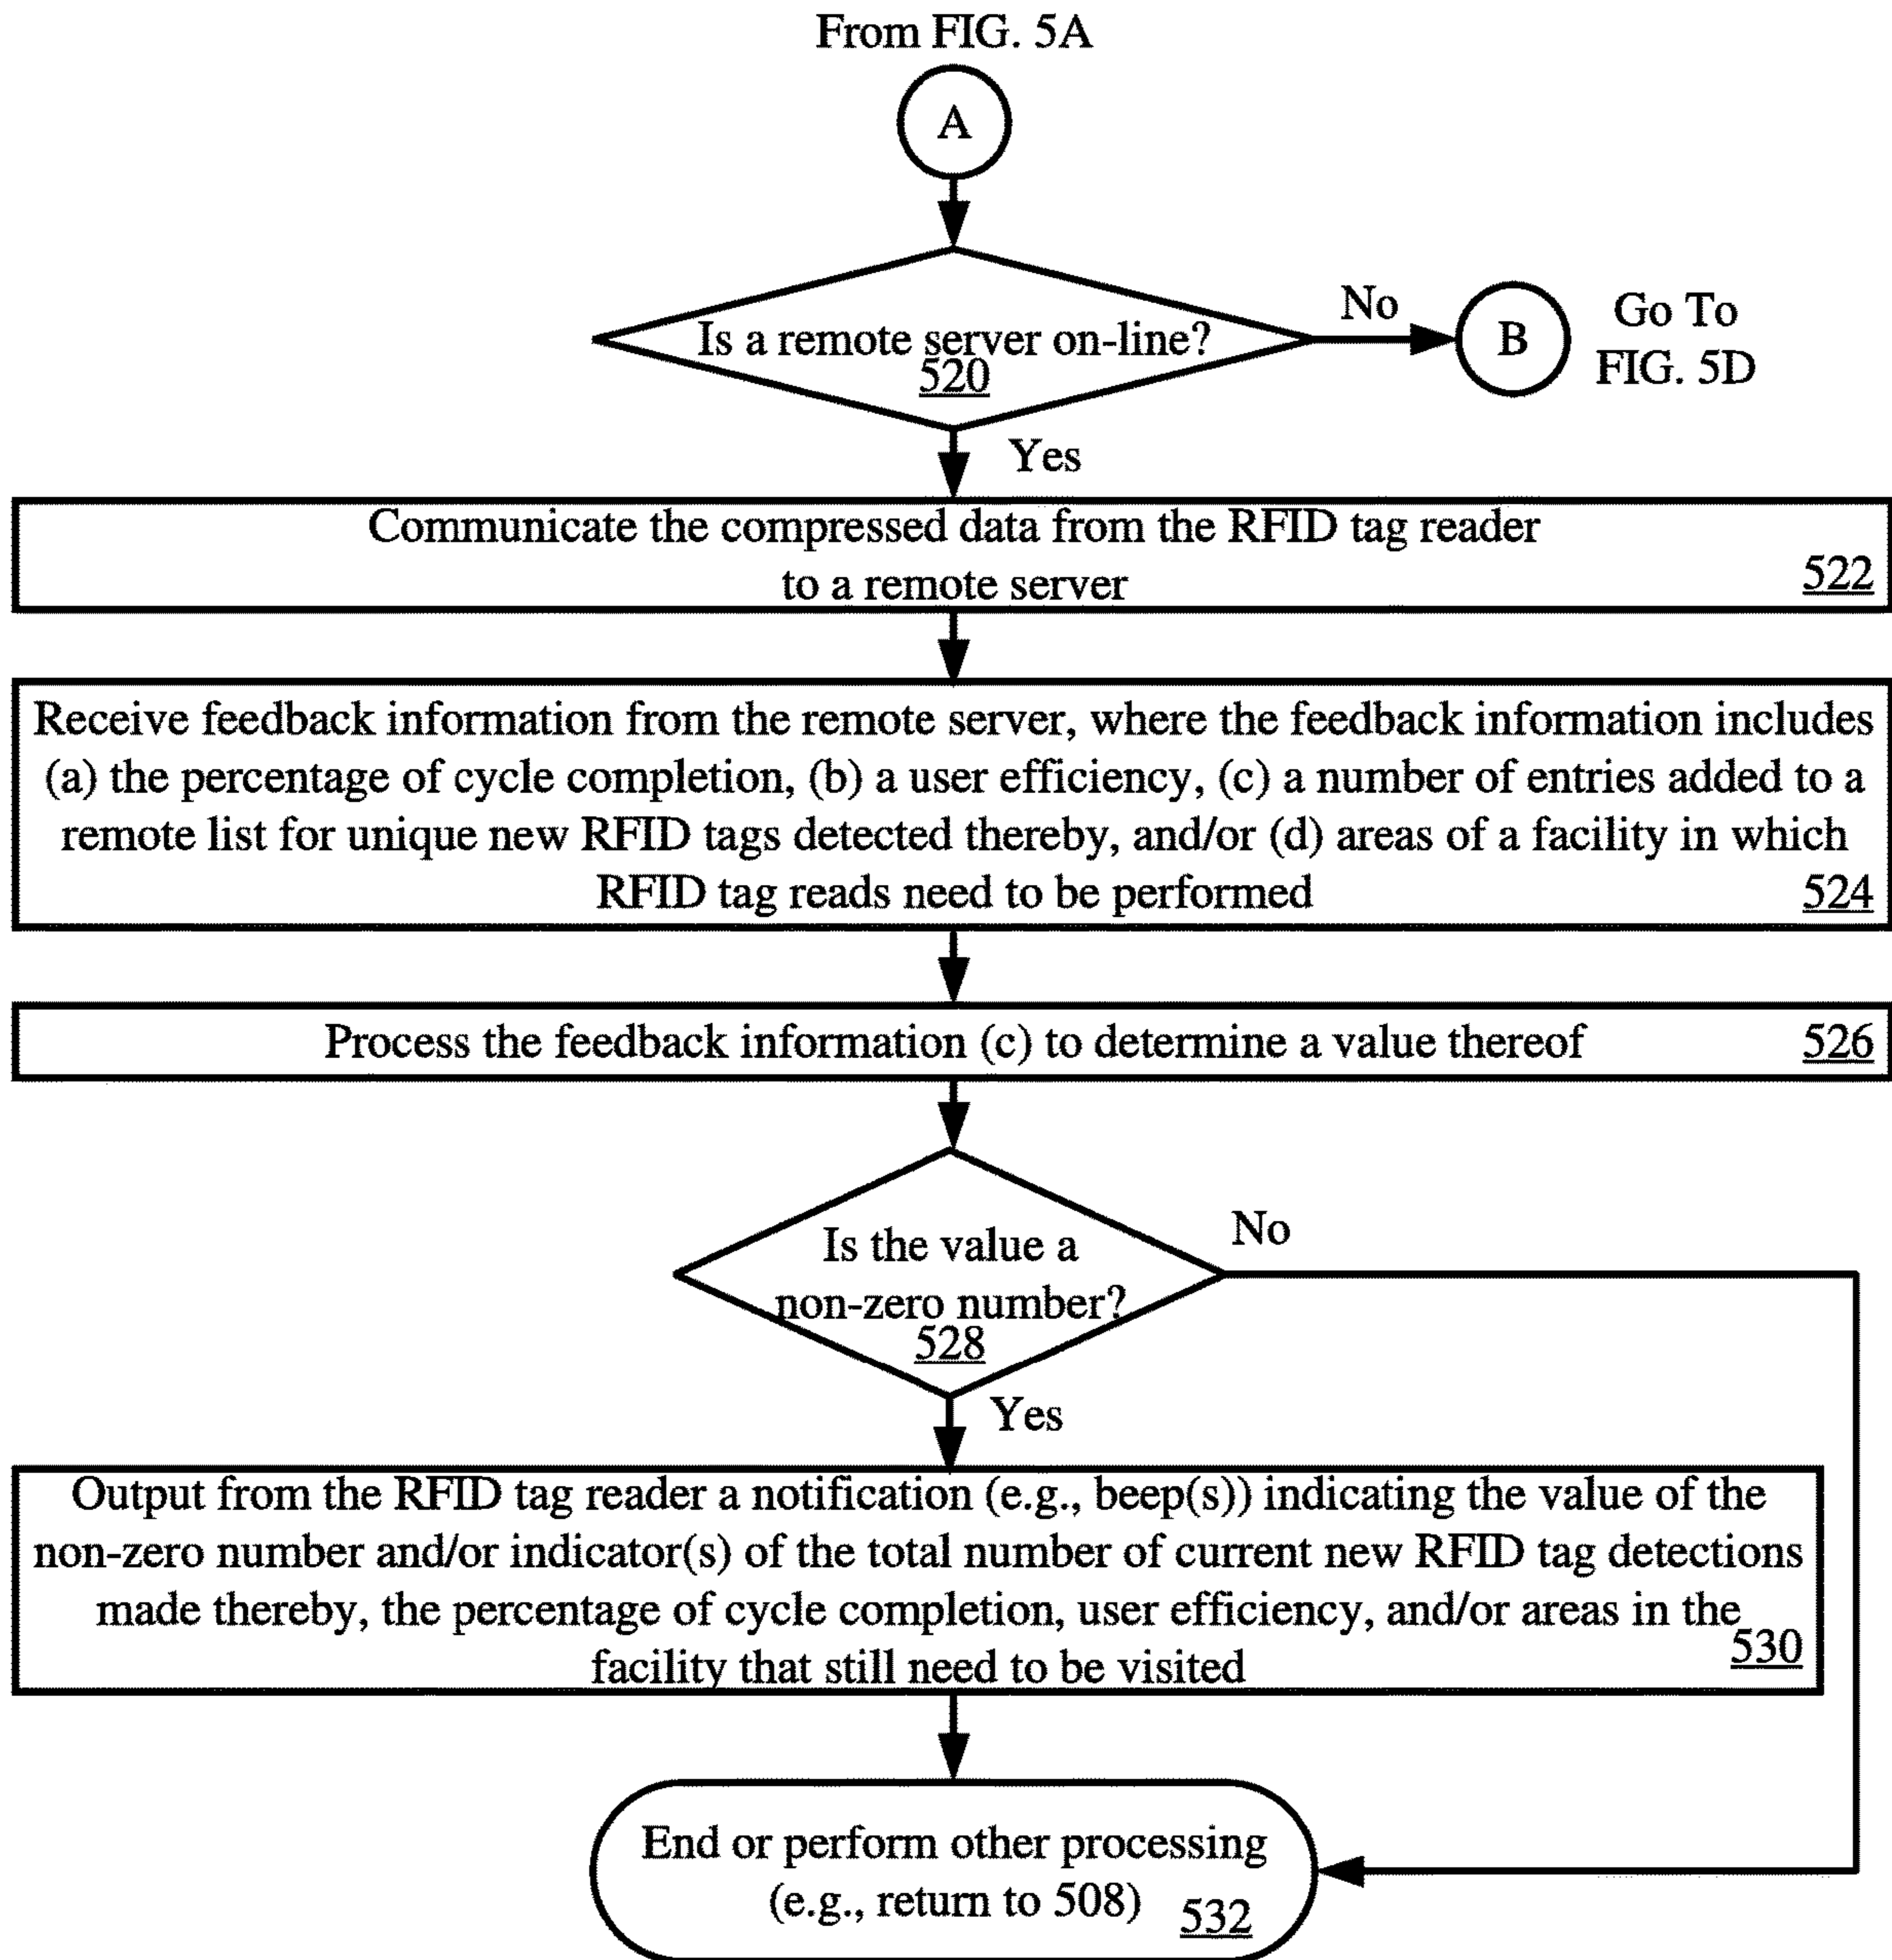 From FIG. 5A
A
Is a remote server on-line?
520
No
B
Go To
FIG. 5D
Yes
Communicate the compressed data from the RFID tag reader
to a remote server
522
Receive feedback information from the remote server, where the feedback information includes
(a) the percentage of cycle completion, (b) a user efficiency, (c) a number of entries added to a
remote list for unique new RFID tags detected thereby, and/or (d) areas of a facility in which
RFID tag reads need to be performed
524
Process the feedback information (c) to determine a value thereof
526
Is the value a
non-zero number?
528
No
Yes
Output from the RFID tag reader a notification (e.g., beep(s)) indicating the value of the
non-zero number and/or indicator(s) of the total number of current new RFID tag detections
made thereby, the percentage of cycle completion, user efficiency, and/or areas in the
facility that still need to be visited
530
End or perform other processing
(e.g., return to 508)
532